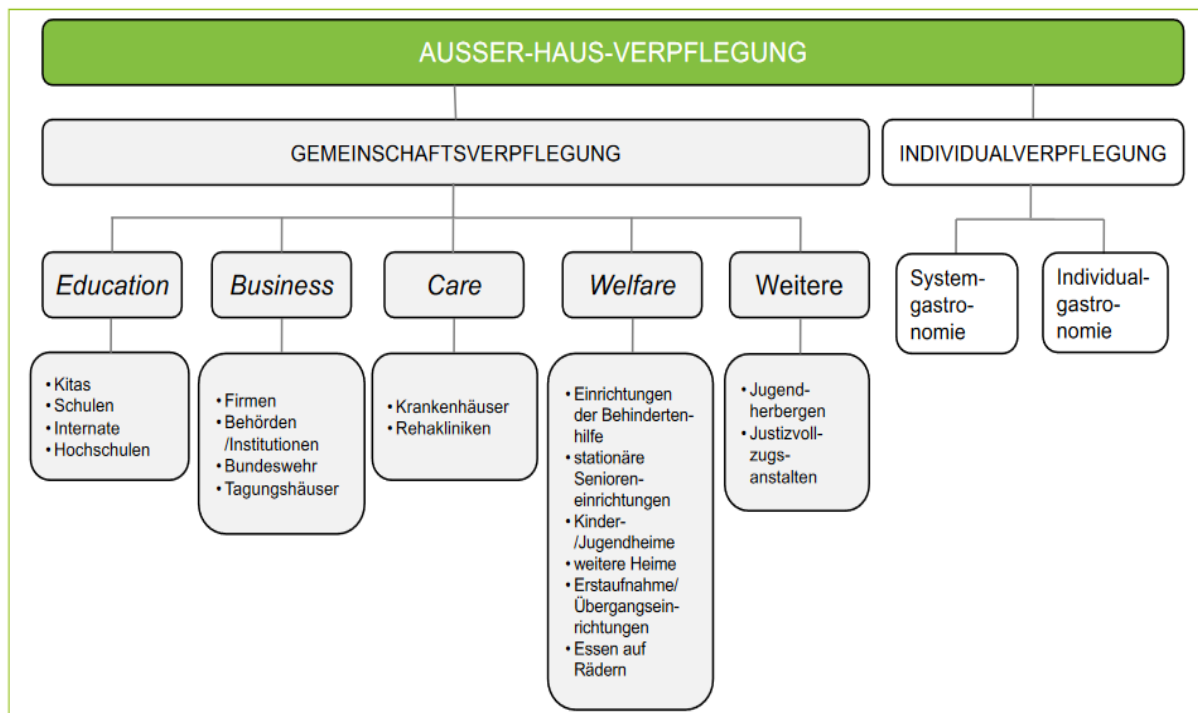 AUSSER-HAUS-VERPFLEGUNG
GEMEINSCHAFTSVERPFLEGUNG
INDIVIDUALVERPFLEGUNG
Education
Business
Care
Welfare
Weitere
System-
gastro-
nomie
Individual-
gastro-
nomie
• Kitas
• Schulen
• Internate
• Hochschulen
• Firmen
• Behörden
/Institutionen
• Bundeswehr
• Tagungshäuser
• Krankenhäuser
• Rehakliniken
• Einrichtungen
der Behinderten-
hilfe
• stationäre
Senioren-
einrichtungen
• Kinder-
/Jugendheime
• weitere Heime
• Erstaufnahme/
Übergangsein-
richtungen
• Essen auf
Rädern
• Jugend-
herbergen
• Justizvoll-
zugs-
anstalten